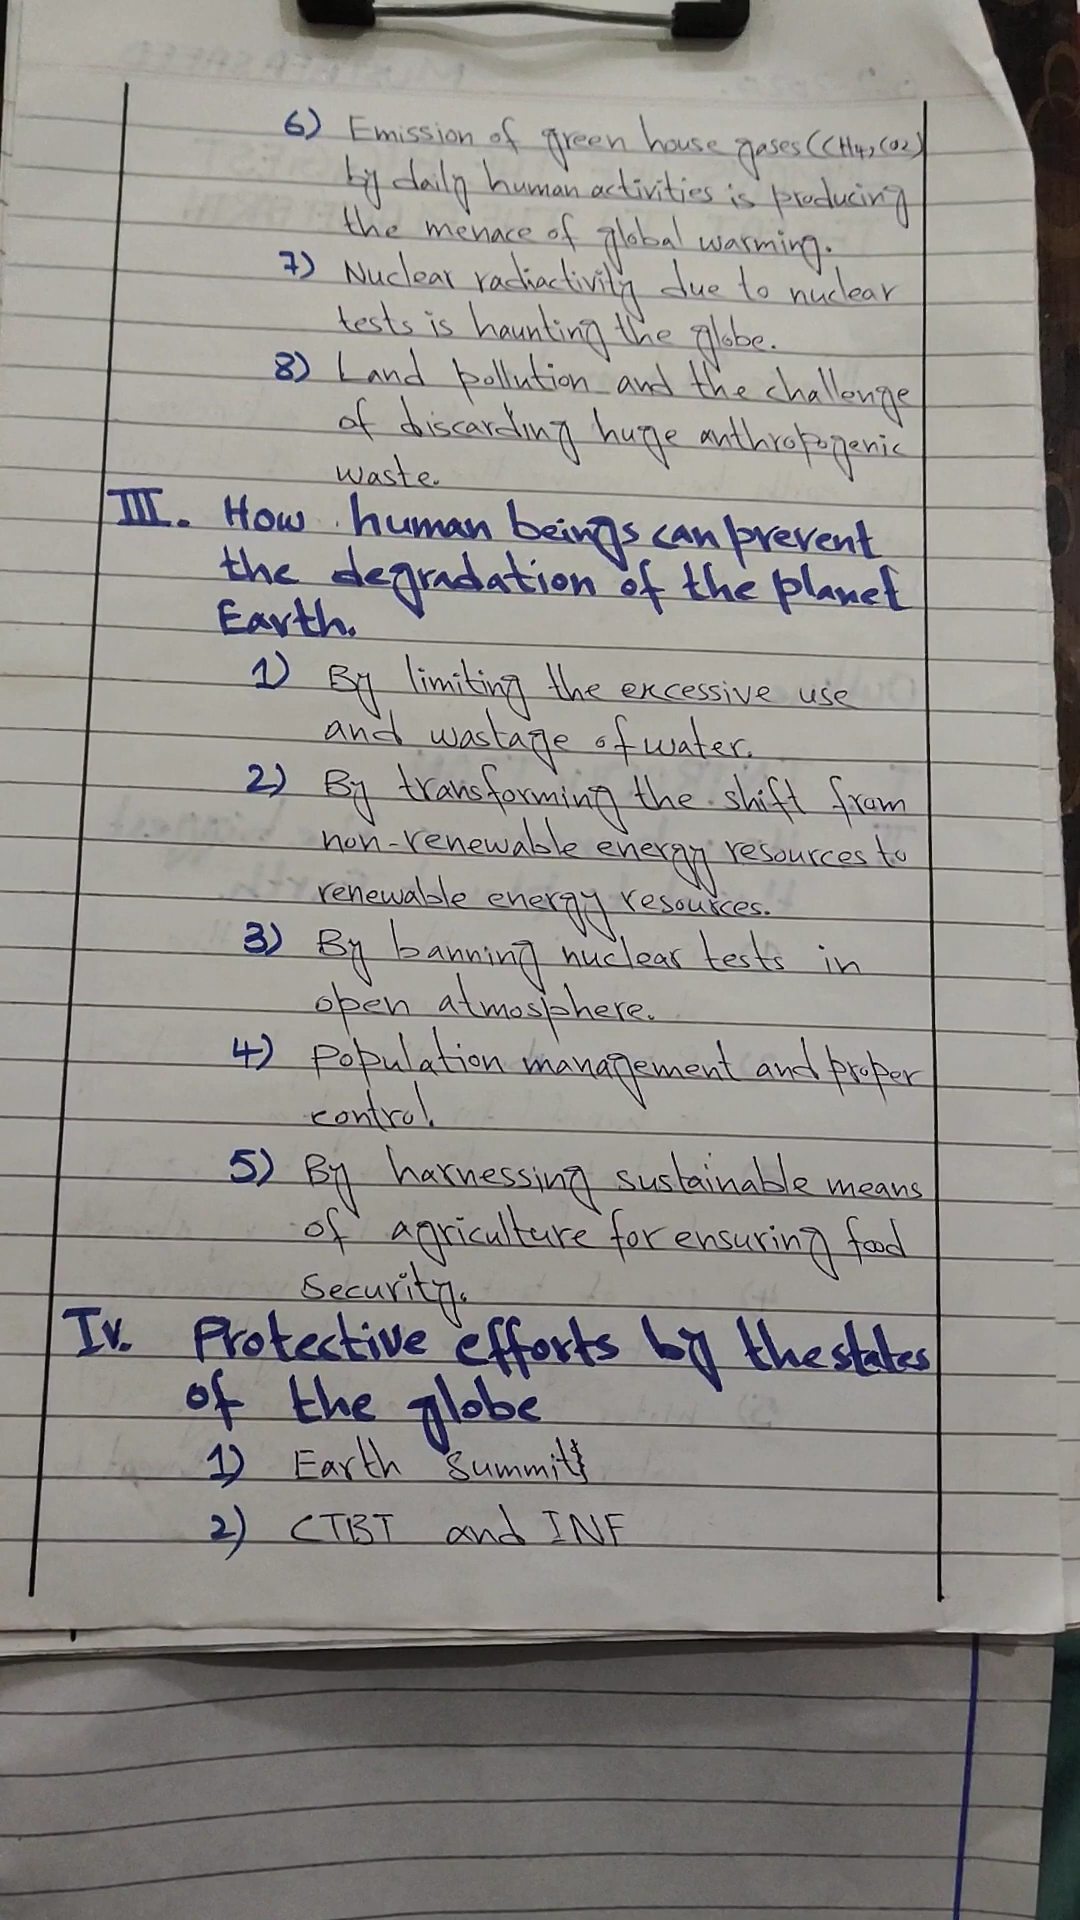 6) Emission of green house gases (CH4, CO2)
by daily human activities is producing
the menace of global warming.
7) Nuclear radiactivity due to nuclear
tests is haunting the globe.
8) Land pollution and the challenge
of discarding huge anthropogenic
waste.
III. How human beings can prevent
the degradation of the planet
Earth.
1) By limiting the excessive use
and wastage of water.
2) By transforming the shift from
non-renewable energy resources to
renewable energy resources.
3) By banning nuclear tests in
open atmosphere.
4) Population management and proper
control.
5) By harnessing sustainable means
of agriculture for ensuring food
security.
IV. Protective efforts by the states
of the globe
1) Earth Summit
2) CTBT and INF